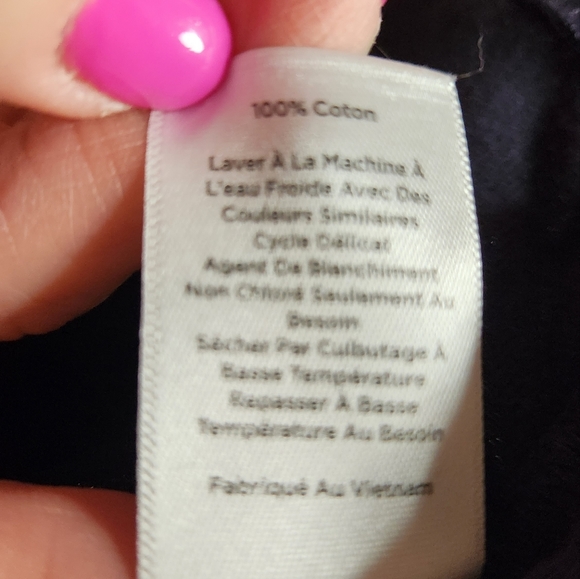 100% Coton
Laver À La Machine À
L'eau Froide Avec Des
Couleurs Similaires
Cycle Délicat
Agent De Blanchiment
Non Chloré Seulement Au
Besoin
Sécher Par Culbutage À
Basse Température
Repasser À Basse
Température Au Besoin
Fabriqué Au Vietnam